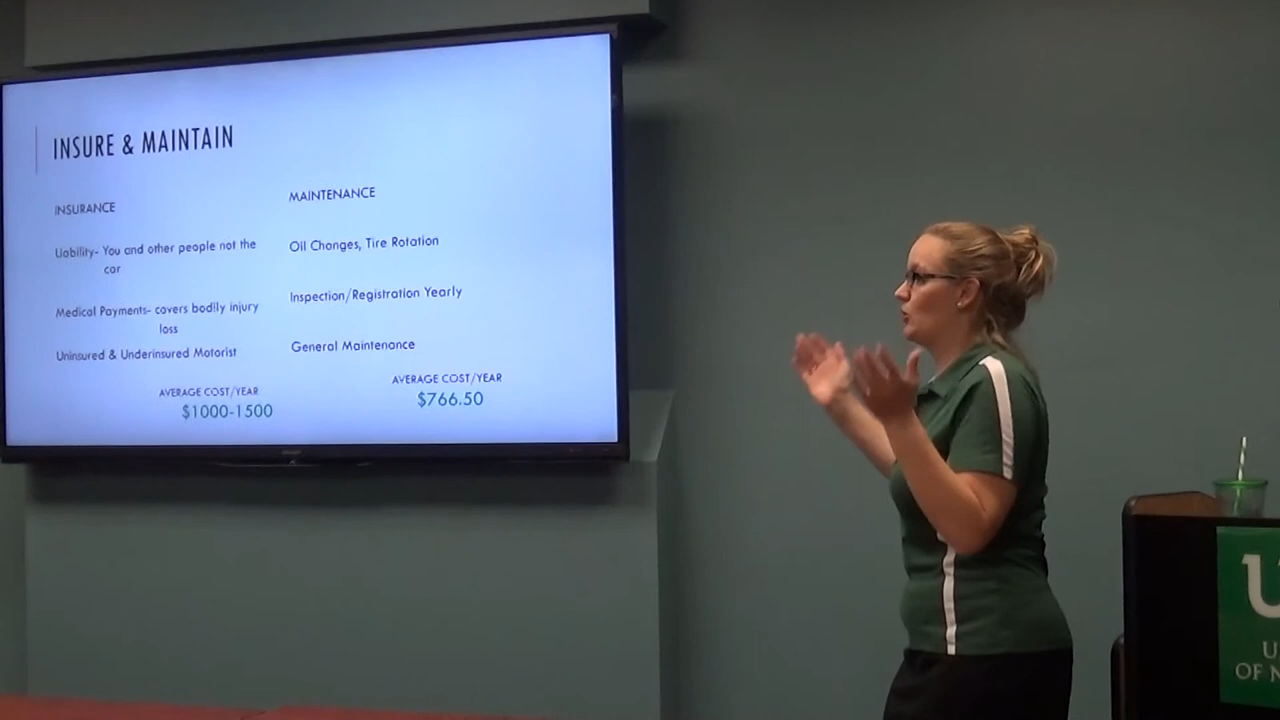 INSURE & MAINTAIN
INSURANCE
Liability- You and other people not the
car
Medical Payments- covers bodily injury
loss
Uninsured & Underinsured Motorist
AVERAGE COST/YEAR
$1000-1500
MAINTENANCE
Oil Changes, Tire Rotation
Inspection/Registration Yearly
General Maintenance
AVERAGE COST/YEAR
$766.50
OF